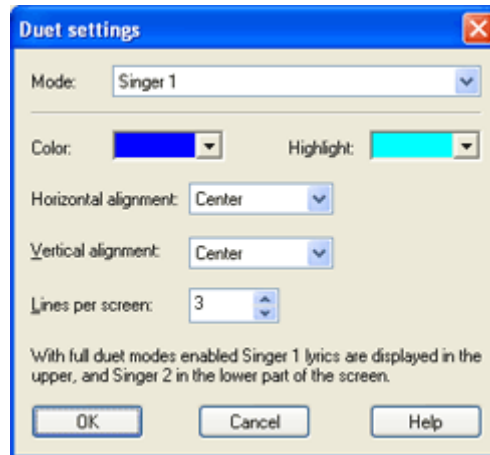 Duet settings
Mode: Singer 1
Color: Highlight:
Horizontal alignment: Center
Vertical alignment: Center
Lines per screen: 3
With full duet modes enabled Singer 1 lyrics are displayed in the
upper, and Singer 2 in the lower part of the screen.
OK Cancel Help